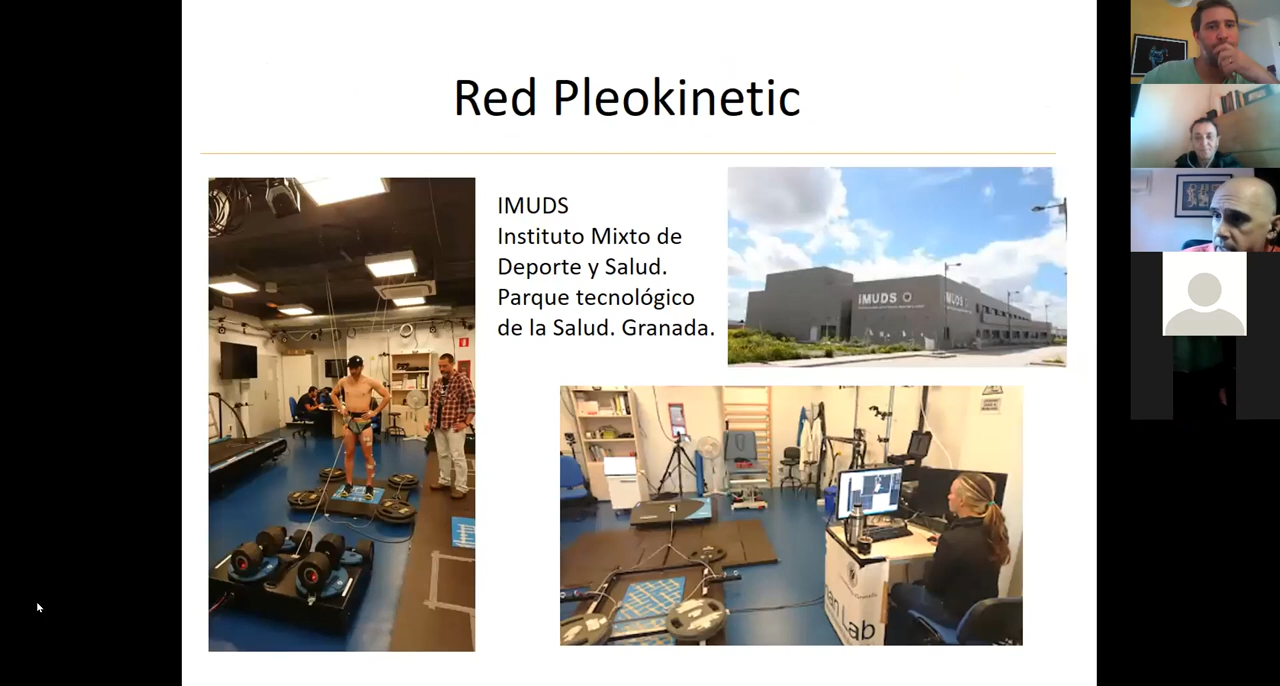 Red Pleokinetic
IMUDS
Instituto Mixto de
Deporte y Salud.
Parque tecnológico
de la Salud. Granada.
iMUDS
Lab